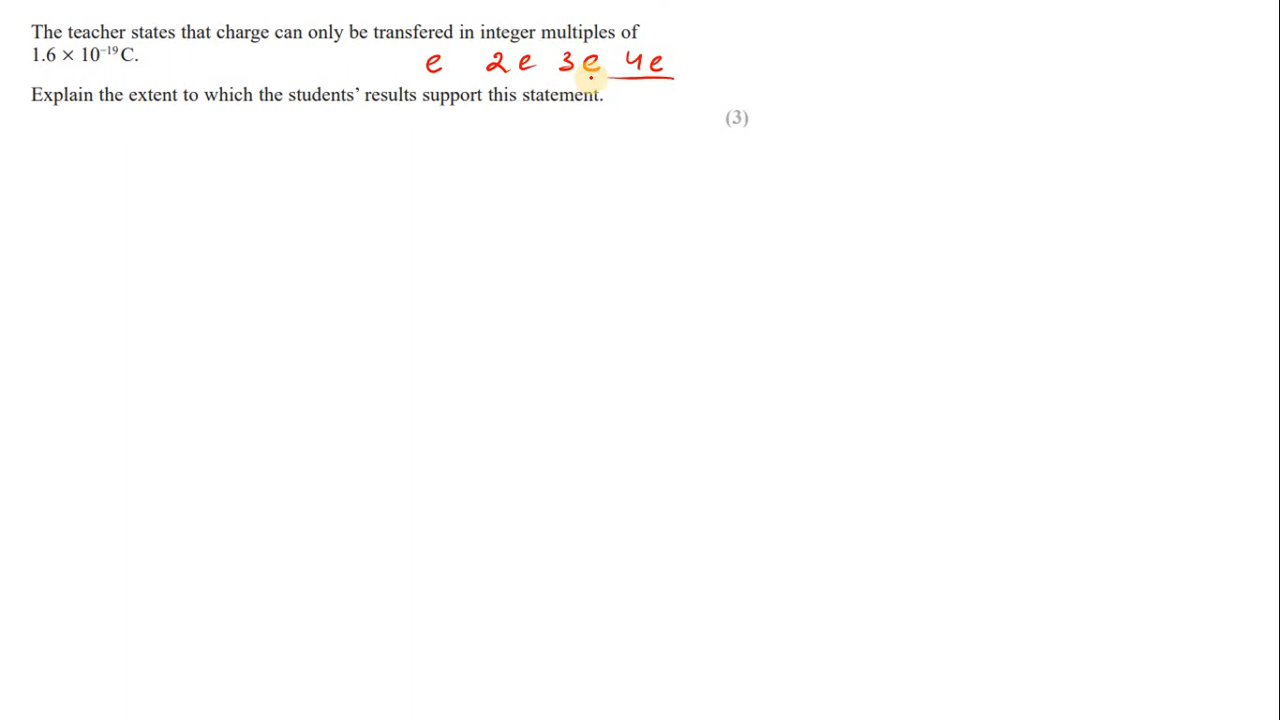 The teacher states that charge can only be transfered in integer multiples of
1.6 × 10⁻¹⁹ C.
e 2e 3e 4e
Explain the extent to which the students’ results support this statement.
(3)